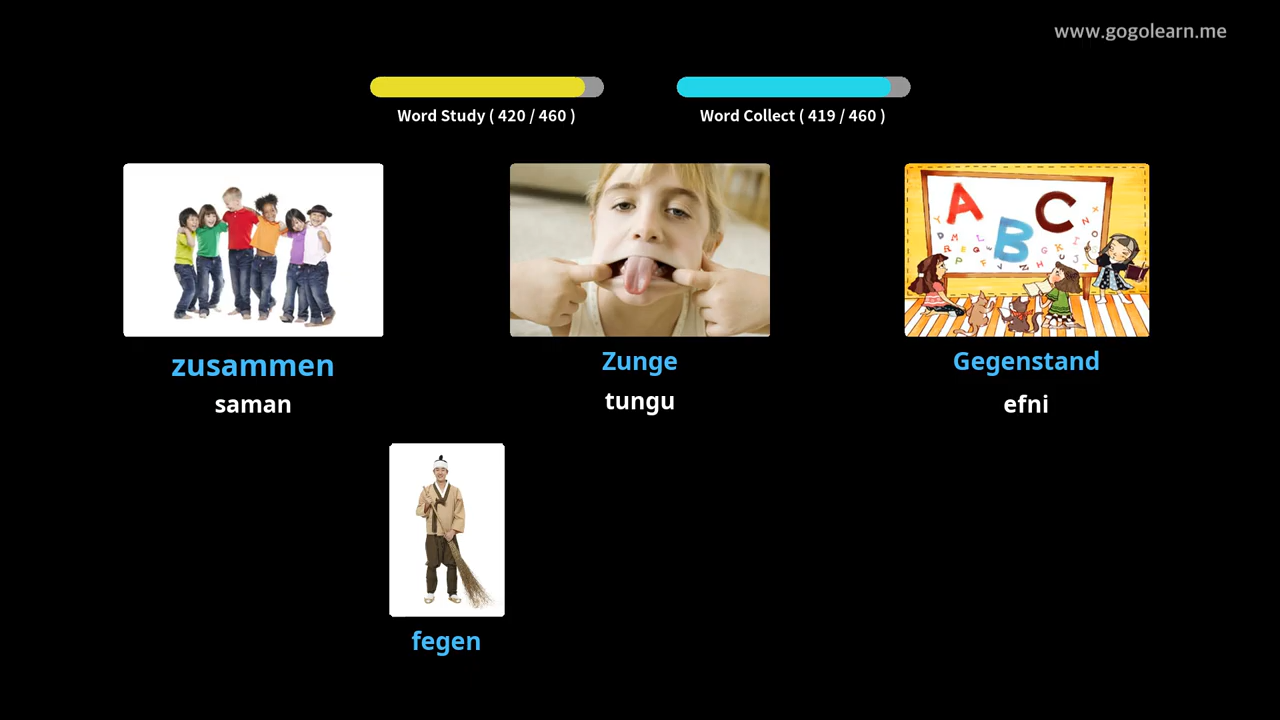 www.gogolearn.me
Word Study ( 420 / 460 )
Word Collect ( 419 / 460 )
A B C
zusammen
saman
Zunge
tungu
Gegenstand
efni
fegen